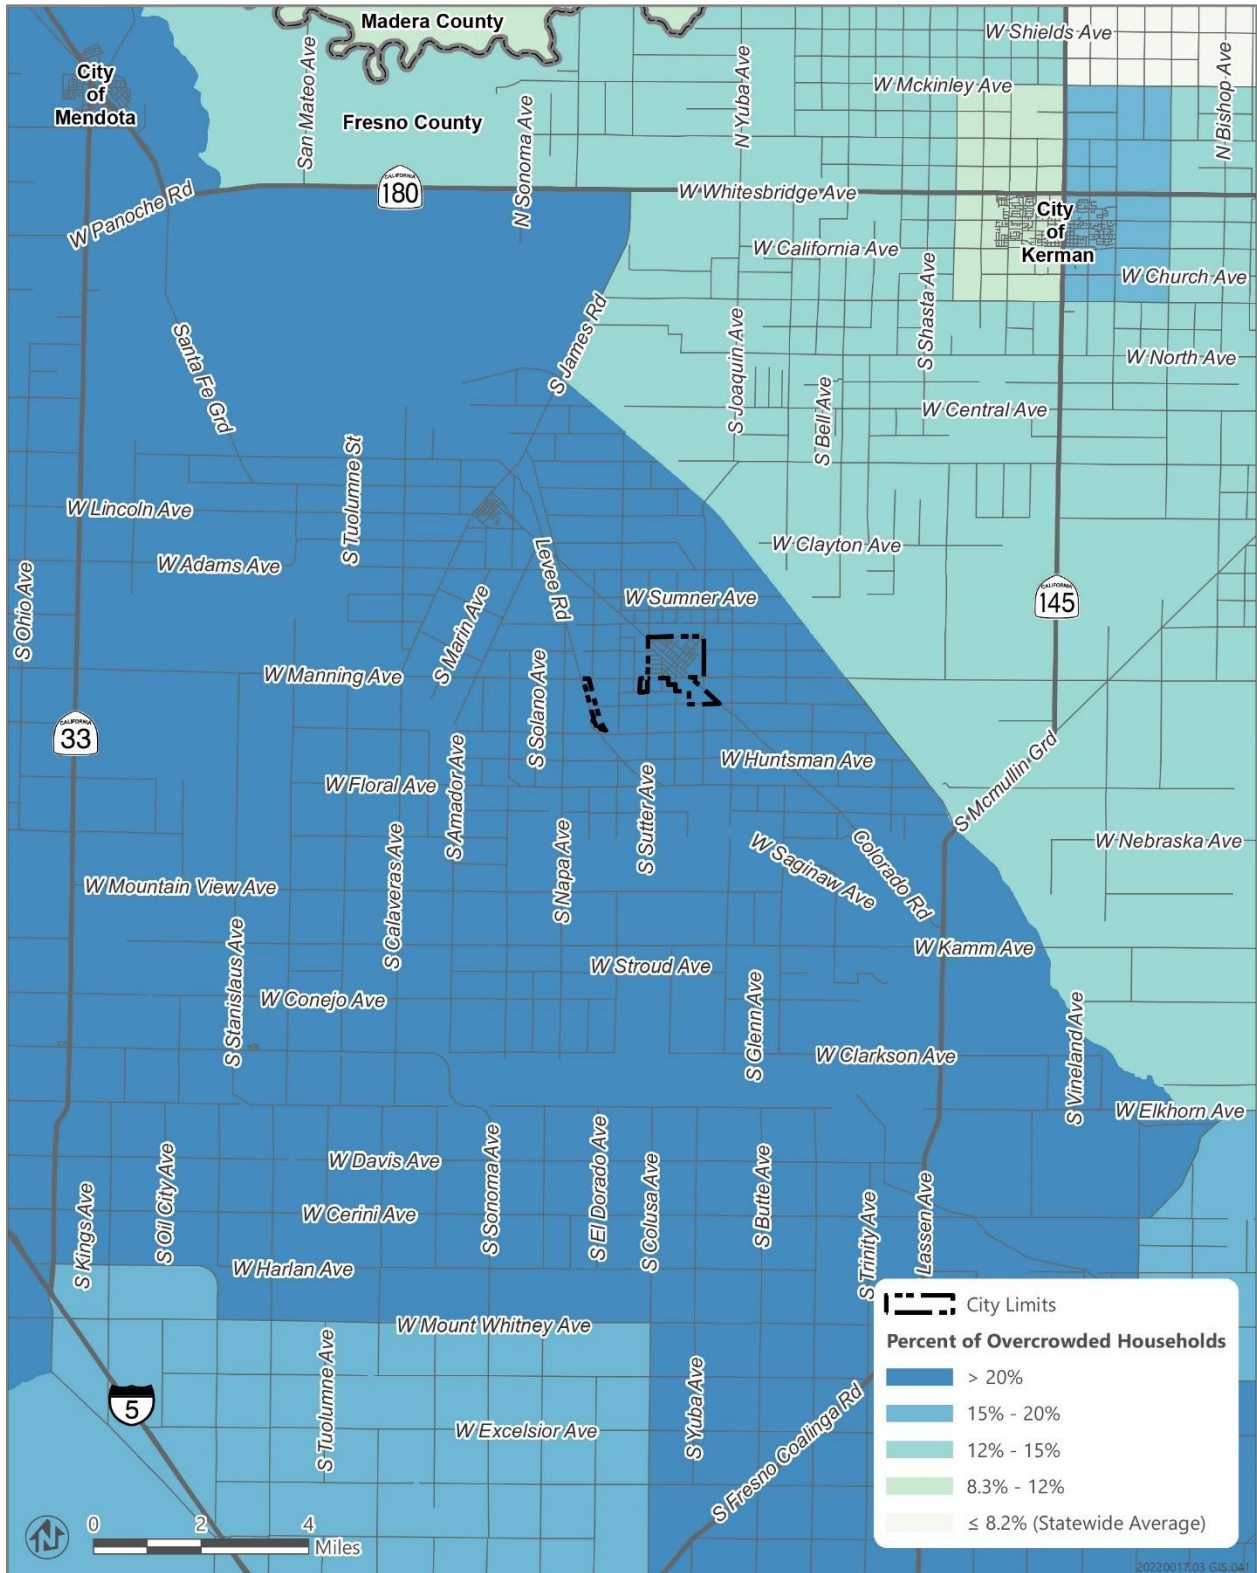 Madera County
W Shields Ave
City
of
Mendota
San Mateo Ave
N Yuba Ave
W Mckinley Ave
N Bishop Ave
Fresno County
N Sonoma Ave
CALIFORNIA
180
W Whitesbridge Ave
W Panoche Rd
City
of
Kerman
W California Ave
W Church Ave
S Shasta Ave
S James Rd
Santa Fe Grd
S Joaquin Ave
W North Ave
S Bell Ave
W Central Ave
S Tuolumne St
W Lincoln Ave
W Adams Ave
Levee Rd
W Clayton Ave
S Ohio Ave
W Sumner Ave
CALIFORNIA
145
S Marin Ave
W Manning Ave
S Solano Ave
CALIFORNIA
33
S Amador Ave
W Floral Ave
S Sutter Ave
W Huntsman Ave
S Mcmullin Grd
S Calaveras Ave
S Napa Ave
W Saginaw Ave
Colorado Rd
W Nebraska Ave
W Mountain View Ave
S Stanislaus Ave
W Stroud Ave
W Kamm Ave
W Conejo Ave
S Glenn Ave
S Vineland Ave
W Clarkson Ave
W Elkhorn Ave
S Kings Ave
S Oil City Ave
W Davis Ave
S Sonoma Ave
S El Dorado Ave
S Colusa Ave
S Butte Ave
S Trinity Ave
Lassen Ave
W Cerini Ave
W Harlan Ave
W Mount Whitney Ave
S Tuolumne Ave
S Yuba Ave
5
W Excelsior Ave
S Fresno Coalinga Rd
City Limits
Percent of Overcrowded Households
> 20%
15% - 20%
12% - 15%
8.3% - 12%
≤ 8.2% (Statewide Average)
N
0 2 4
Miles
20220017.03 GIS.041